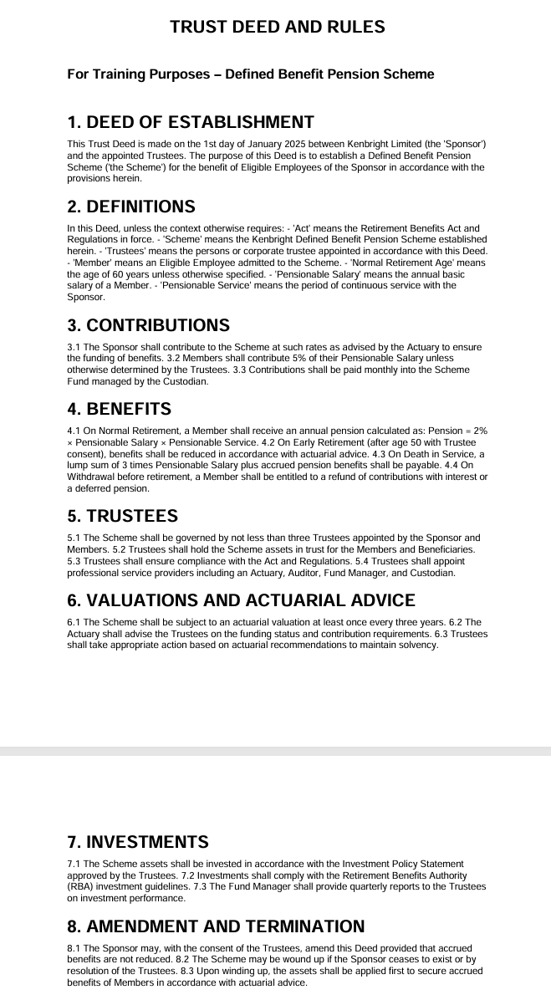 TRUST DEED AND RULES
For Training Purposes – Defined Benefit Pension Scheme
1. DEED OF ESTABLISHMENT
This Trust Deed is made on the 1st day of January 2025 between Kenbright Limited (the 'Sponsor')
and the appointed Trustees. The purpose of this Deed is to establish a Defined Benefit Pension
Scheme ('the Scheme') for the benefit of Eligible Employees of the Sponsor in accordance with the
provisions herein.
2. DEFINITIONS
In this Deed, unless the context otherwise requires: - 'Act' means the Retirement Benefits Act and
Regulations in force. - 'Scheme' means the Kenbright Defined Benefit Pension Scheme established
herein. - 'Trustees' means the persons or corporate trustee appointed in accordance with this Deed.
- 'Member' means an Eligible Employee admitted to the Scheme. - 'Normal Retirement Age' means
the age of 60 years unless otherwise specified. - 'Pensionable Salary' means the annual basic
salary of a Member. - 'Pensionable Service' means the period of continuous service with the
Sponsor.
3. CONTRIBUTIONS
3.1 The Sponsor shall contribute to the Scheme at such rates as advised by the Actuary to ensure
the funding of benefits. 3.2 Members shall contribute 5% of their Pensionable Salary unless
otherwise determined by the Trustees. 3.3 Contributions shall be paid monthly into the Scheme
Fund managed by the Custodian.
4. BENEFITS
4.1 On Normal Retirement, a Member shall receive an annual pension calculated as: Pension = 2%
× Pensionable Salary × Pensionable Service. 4.2 On Early Retirement (after age 50 with Trustee
consent), benefits shall be reduced in accordance with actuarial advice. 4.3 On Death in Service, a
lump sum of 3 times Pensionable Salary plus accrued pension benefits shall be payable. 4.4 On
Withdrawal before retirement, a Member shall be entitled to a refund of contributions with interest or
a deferred pension.
5. TRUSTEES
5.1 The Scheme shall be governed by not less than three Trustees appointed by the Sponsor and
Members. 5.2 Trustees shall hold the Scheme assets in trust for the Members and Beneficiaries.
5.3 Trustees shall ensure compliance with the Act and Regulations. 5.4 Trustees shall appoint
professional service providers including an Actuary, Auditor, Fund Manager, and Custodian.
6. VALUATIONS AND ACTUARIAL ADVICE
6.1 The Scheme shall be subject to an actuarial valuation at least once every three years. 6.2 The
Actuary shall advise the Trustees on the funding status and contribution requirements. 6.3 Trustees
shall take appropriate action based on actuarial recommendations to maintain solvency.
7. INVESTMENTS
7.1 The Scheme assets shall be invested in accordance with the Investment Policy Statement
approved by the Trustees. 7.2 Investments shall comply with the Retirement Benefits Authority
(RBA) investment guidelines. 7.3 The Fund Manager shall provide quarterly reports to the Trustees
on investment performance.
8. AMENDMENT AND TERMINATION
8.1 The Sponsor may, with the consent of the Trustees, amend this Deed provided that accrued
benefits are not reduced. 8.2 The Scheme may be wound up if the Sponsor ceases to exist or by
resolution of the Trustees. 8.3 Upon winding up, the assets shall be applied first to secure accrued
benefits of Members in accordance with actuarial advice.